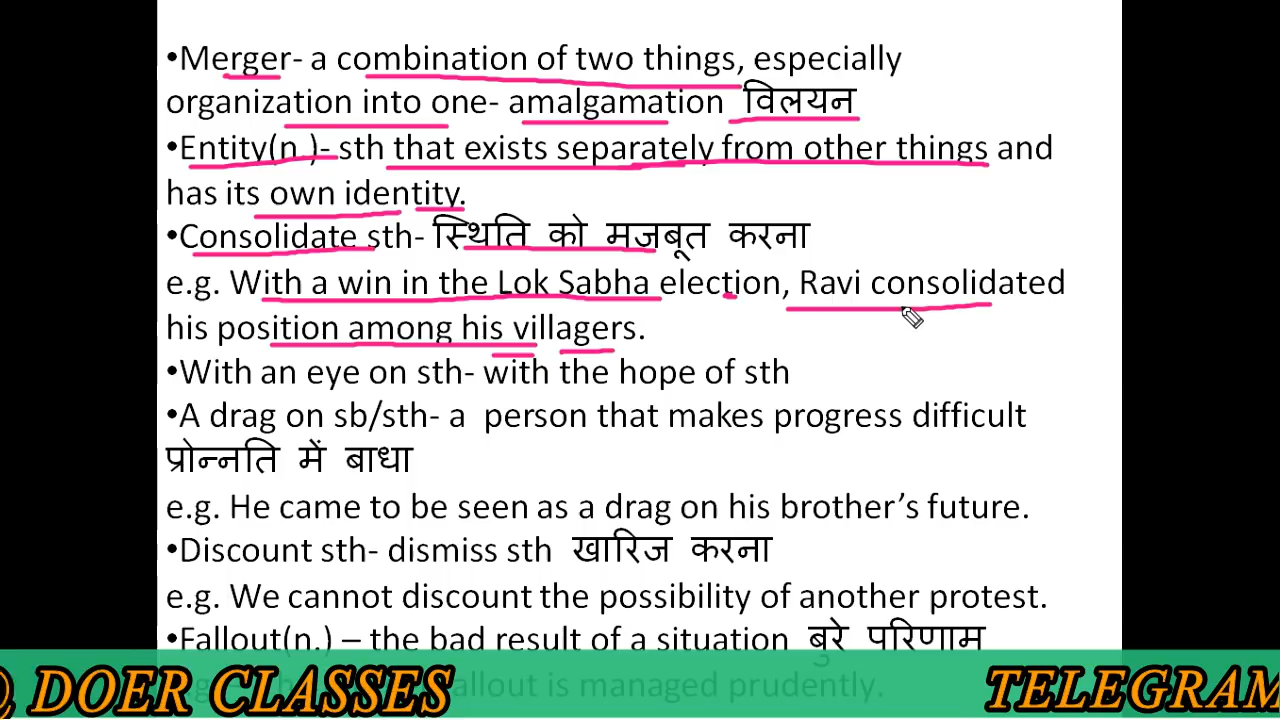 •Merger- a combination of two things, especially
organization into one- amalgamation विलयन
•Entity(n.)- sth that exists separately from other things and
has its own identity.
•Consolidate sth- स्थिति को मजबूत करना
e.g. With a win in the Lok Sabha election, Ravi consolidated
his position among his villagers.
•With an eye on sth- with the hope of sth
•A drag on sb/sth- a person that makes progress difficult
प्रोन्नति में बाधा
e.g. He came to be seen as a drag on his brother’s future.
•Discount sth- dismiss sth खारिज करना
e.g. We cannot discount the possibility of another protest.
•Fallout(n.) – the bad result of a situation बुरे परिणाम
fallout is managed prudently.
@ DOER CLASSES TELEGRAM